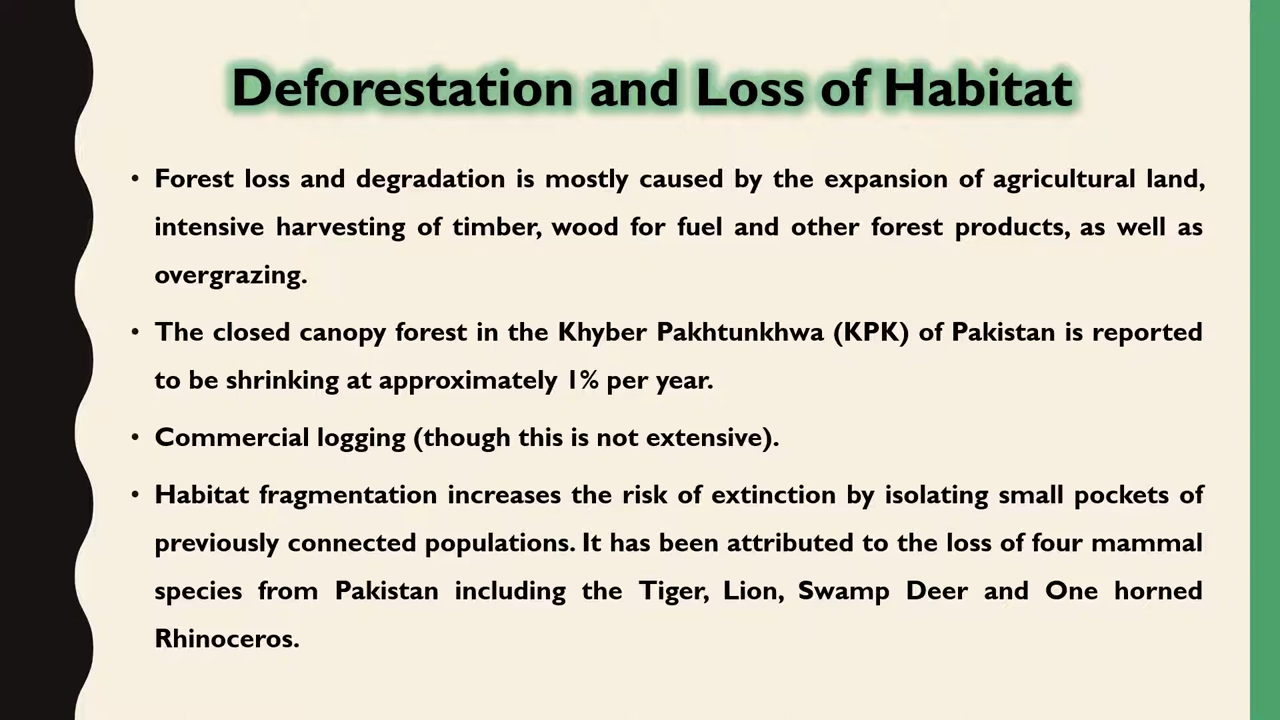 Deforestation and Loss of Habitat
• Forest loss and degradation is mostly caused by the expansion of agricultural land,
intensive harvesting of timber, wood for fuel and other forest products, as well as
overgrazing.
• The closed canopy forest in the Khyber Pakhtunkhwa (KPK) of Pakistan is reported
to be shrinking at approximately 1% per year.
• Commercial logging (though this is not extensive).
• Habitat fragmentation increases the risk of extinction by isolating small pockets of
previously connected populations. It has been attributed to the loss of four mammal
species from Pakistan including the Tiger, Lion, Swamp Deer and One horned
Rhinoceros.